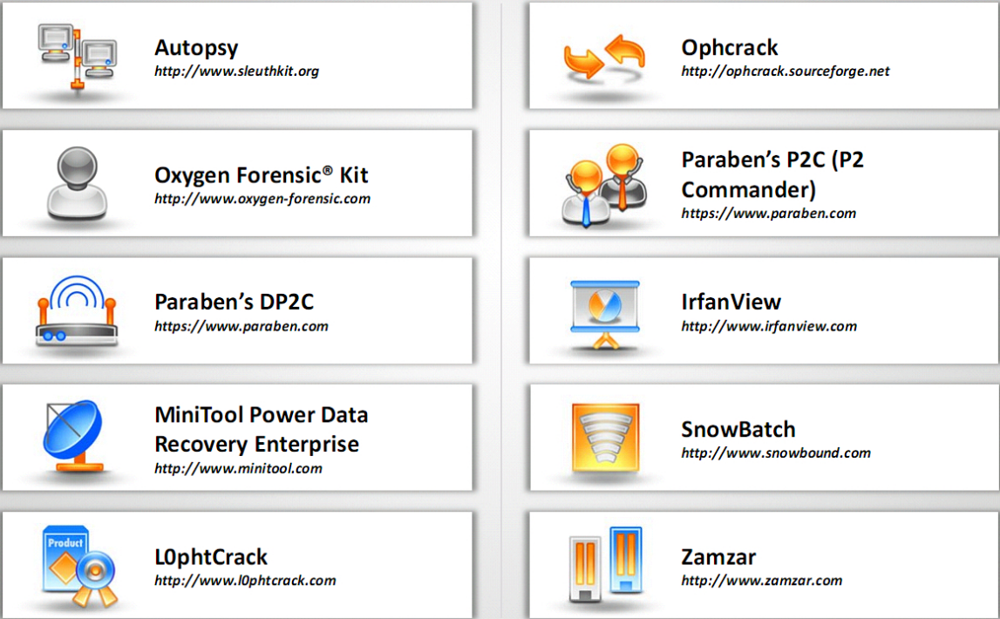 Autopsy
http://www.sleuthkit.org
Oxygen Forensic® Kit
http://www.oxygen-forensic.com
Paraben's DP2C
https://www.paraben.com
MiniTool Power Data
Recovery Enterprise
http://www.minitool.com
Product
L0phtCrack
http://www.l0phtcrack.com
Ophcrack
http://ophcrack.sourceforge.net
Paraben's P2C (P2
Commander)
https://www.paraben.com
IrfanView
http://www.irfanview.com
SnowBatch
http://www.snowbound.com
Zamzar
http://www.zamzar.com